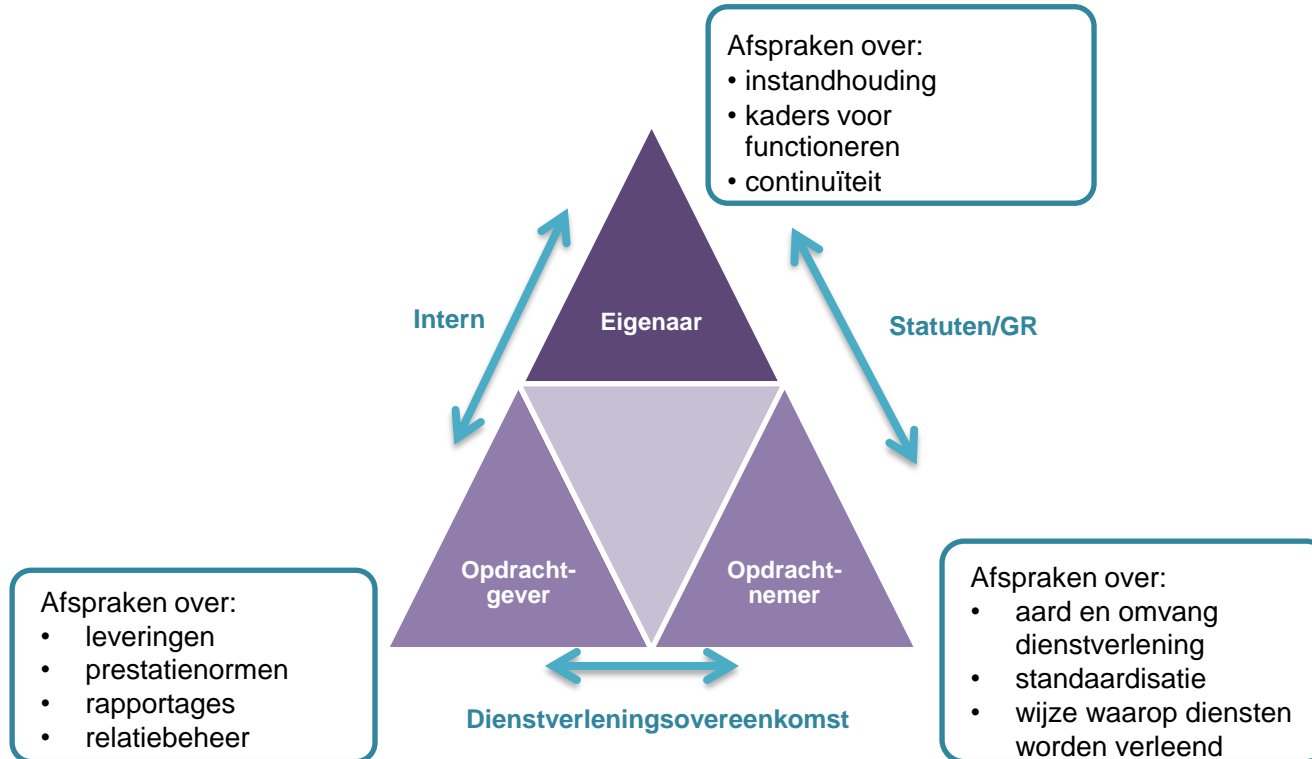 Afspraken over:
• instandhouding
• kaders voor
functioneren
• continuïteit
Intern
Eigenaar
Statuten/GR
Opdracht-
gever
Opdracht-
nemer
Afspraken over:
• leveringen
• prestatienormen
• rapportages
• relatiebeheer
Dienstverleningsovereenkomst
Afspraken over:
• aard en omvang
dienstverlening
• standaardisatie
• wijze waarop diensten
worden verleend